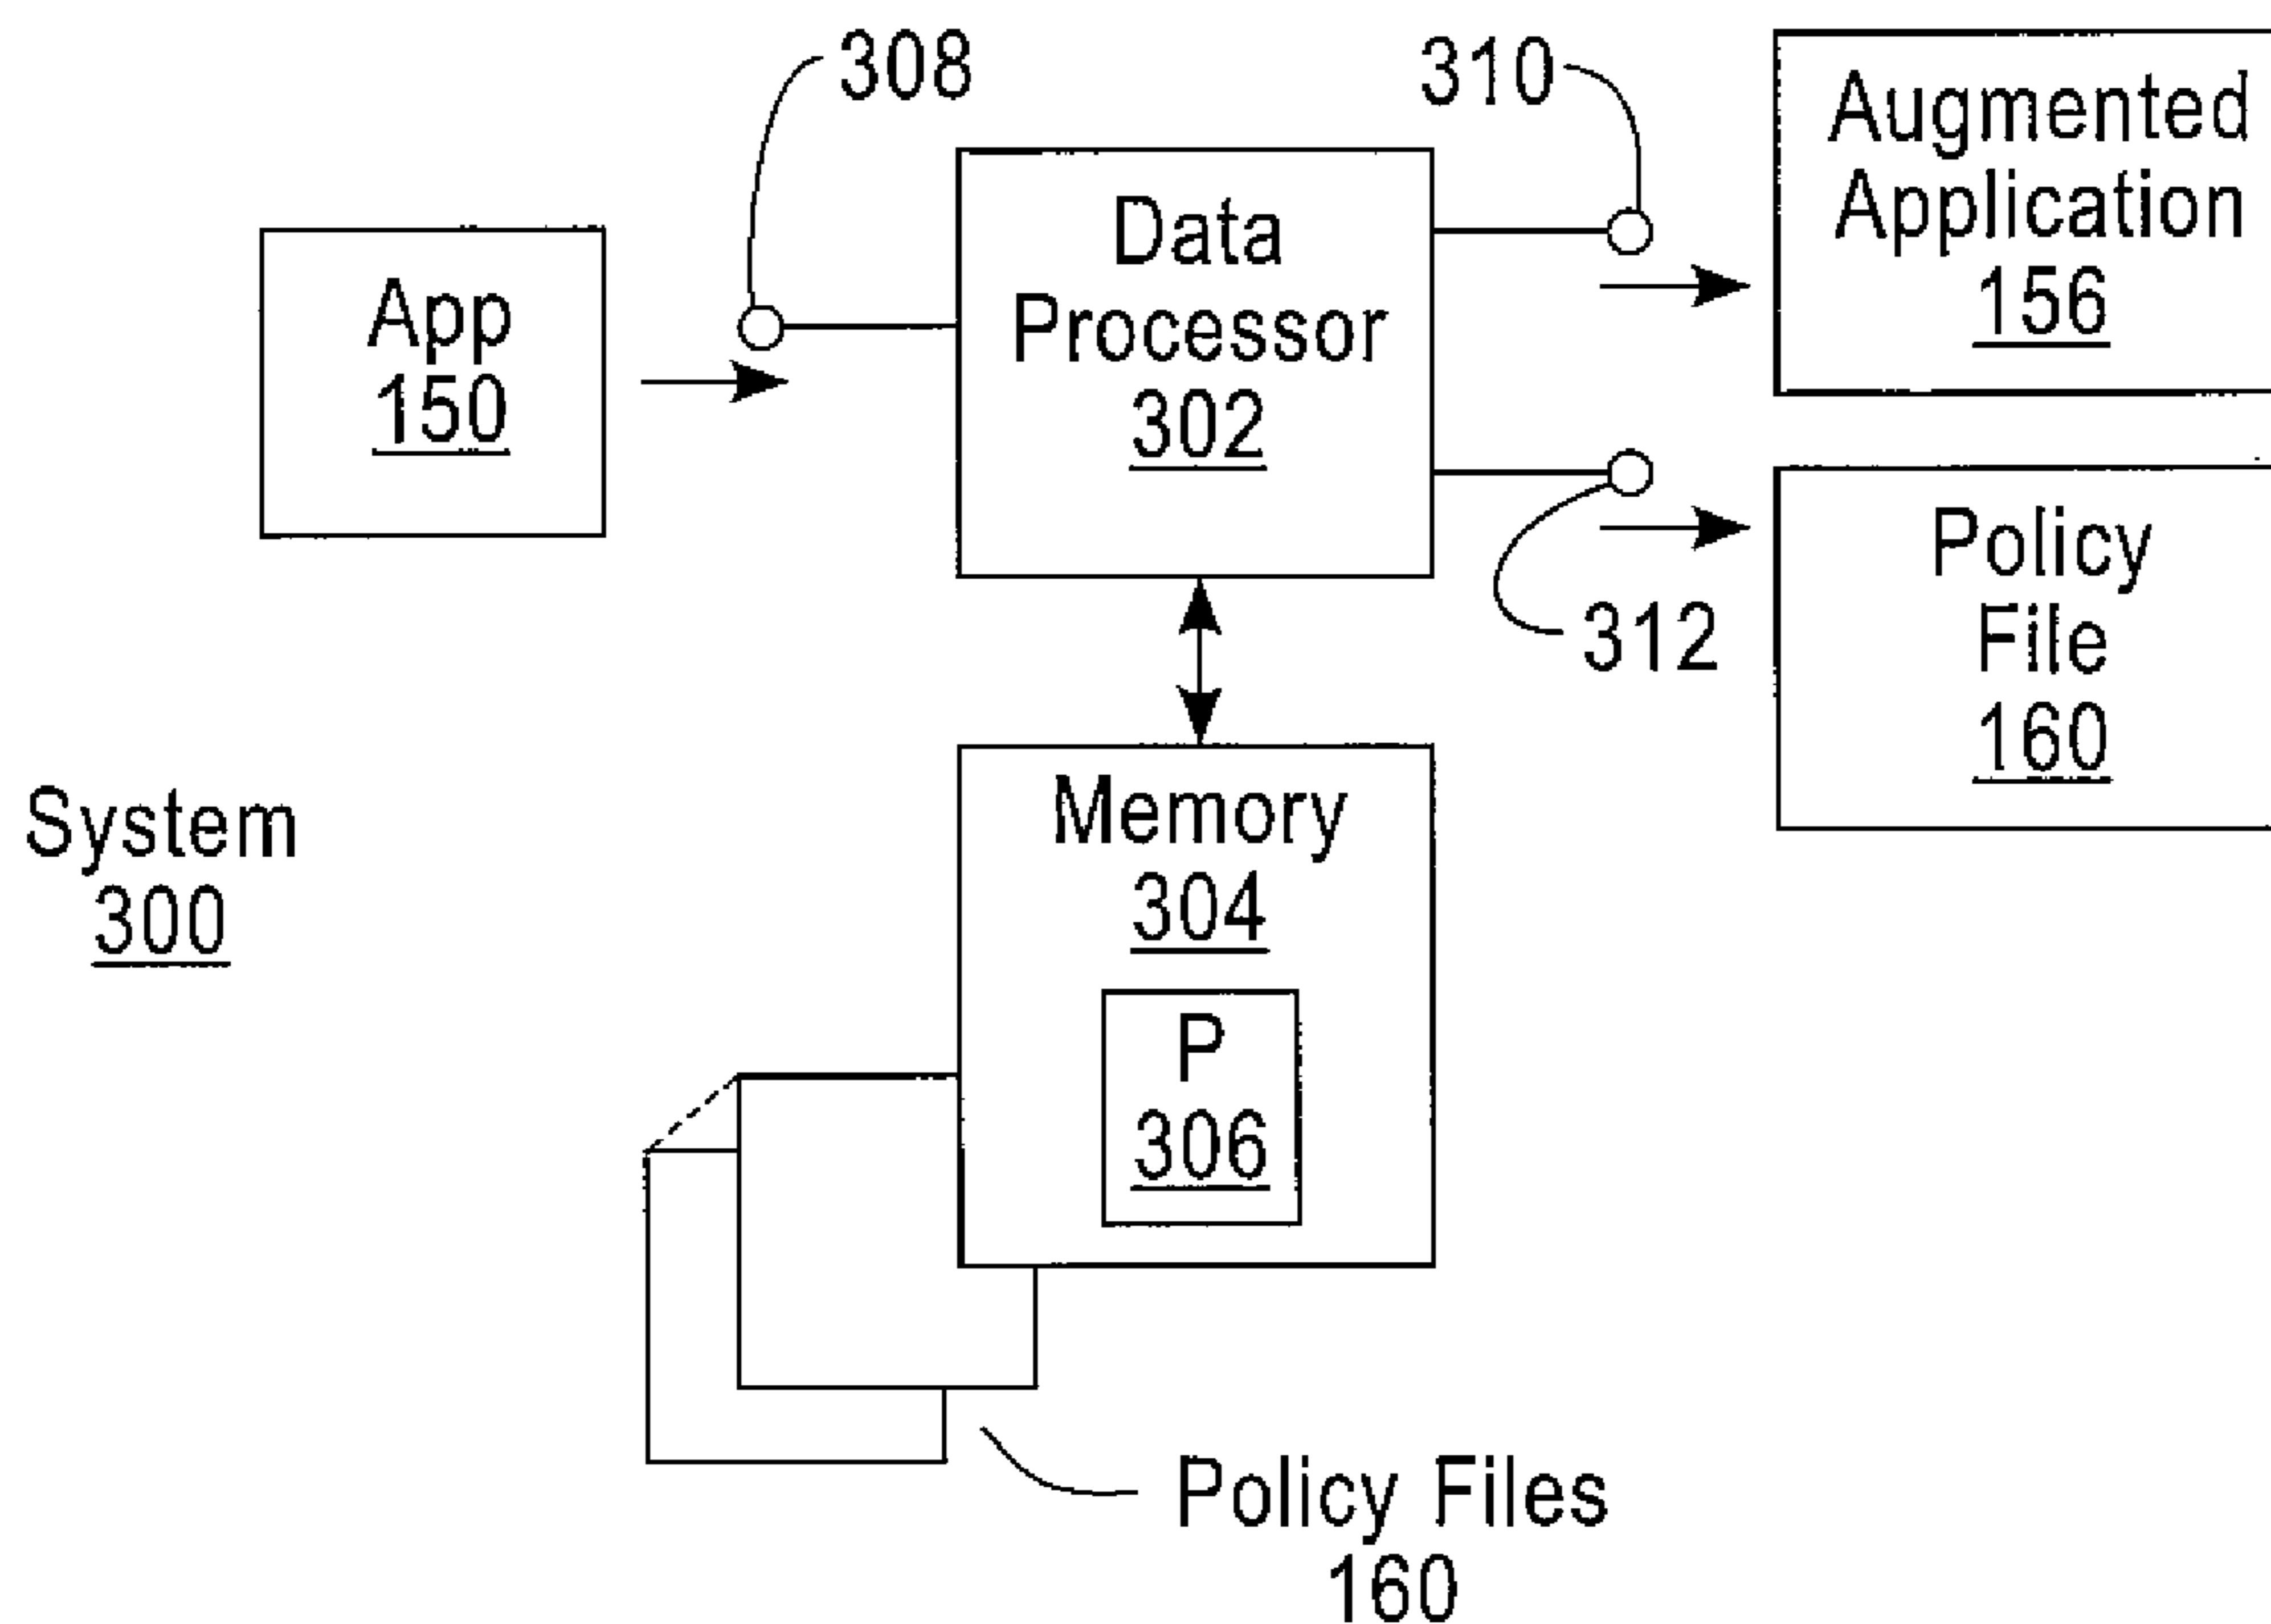 308
310
Augmented
Application
156
Data
Processor
302
App
150
312
Policy
File
160
System
300
Memory
304
P
306
Policy Files
160